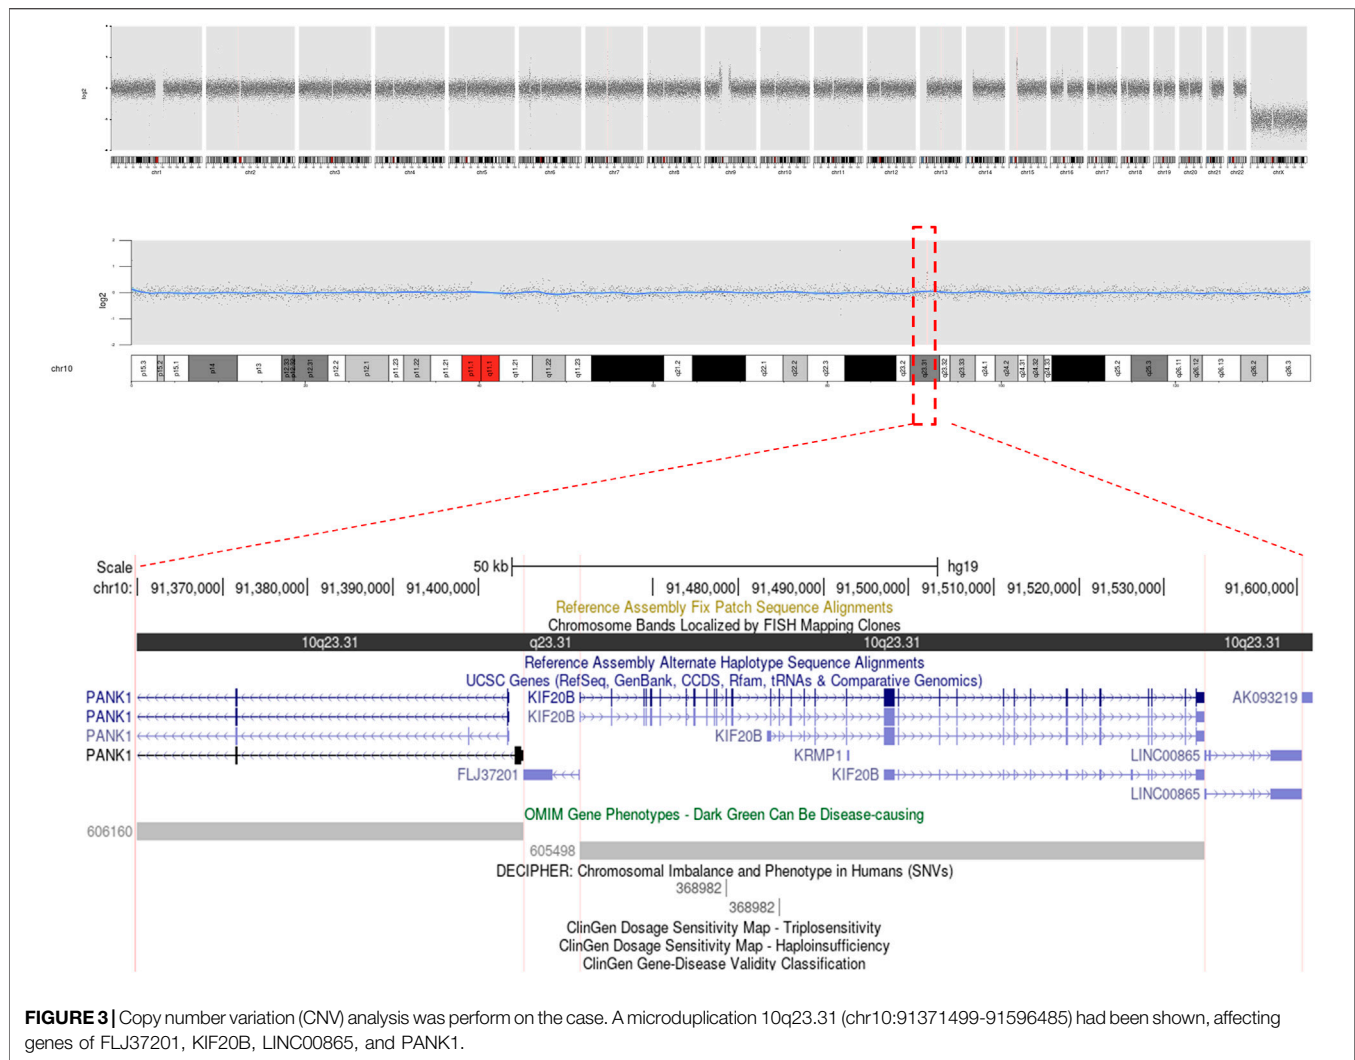 log2
chr1 chr2 chr3 chr4 chr5 chr6 chr7 chr8 chr9 chr10 chr11 chr12 chr13 chr14 chr15 chr16 chr17 chr18 chr19 chr20 chr21 chr22 chrX
2
1
0
-1
-2
log2
chr10
p15.3 p15.2 p15.1 p14 p13 p12.33 p12.32 p12.31 p12.2 p12.1 p11.23 p11.22 p11.21 p11.1 q11.1 q11.21 q11.22 q11.23 q21.2 q22.1 q22.2 q22.3 q23.2 q23.31 q23.32 q23.33 q24.1 q24.2 q24.31 q24.32 q24.33 q25.2 q25.3 q26.11 q26.12 q26.13 q26.2 q26.3
Scale 50 kb hg19
chr10: 91,370,000 91,380,000 91,390,000 91,400,000 91,480,000 91,490,000 91,500,000 91,510,000 91,520,000 91,530,000 91,600,000
Reference Assembly Fix Patch Sequence Alignments
Chromosome Bands Localized by FISH Mapping Clones
10q23.31 q23.31 10q23.31 10q23.31
Reference Assembly Alternate Haplotype Sequence Alignments
UCSC Genes (RefSeq, GenBank, CCDS, Rfam, tRNAs & Comparative Genomics)
PANK1 KIF20B AK093219
PANK1 KIF20B
PANK1 KIF20B
PANK1 KRMP1 LINC00865
FLJ37201 KIF20B
LINC00865
OMIM Gene Phenotypes - Dark Green Can Be Disease-causing
606160
605498
DECIPHER: Chromosomal Imbalance and Phenotype in Humans (SNVs)
368982
368982
ClinGen Dosage Sensitivity Map - Triplosensitivity
ClinGen Dosage Sensitivity Map - Haploinsufficiency
ClinGen Gene-Disease Validity Classification
FIGURE 3 | Copy number variation (CNV) analysis was perform on the case. A microduplication 10q23.31 (chr10:91371499-91596485) had been shown, affecting
genes of FLJ37201, KIF20B, LINC00865, and PANK1.